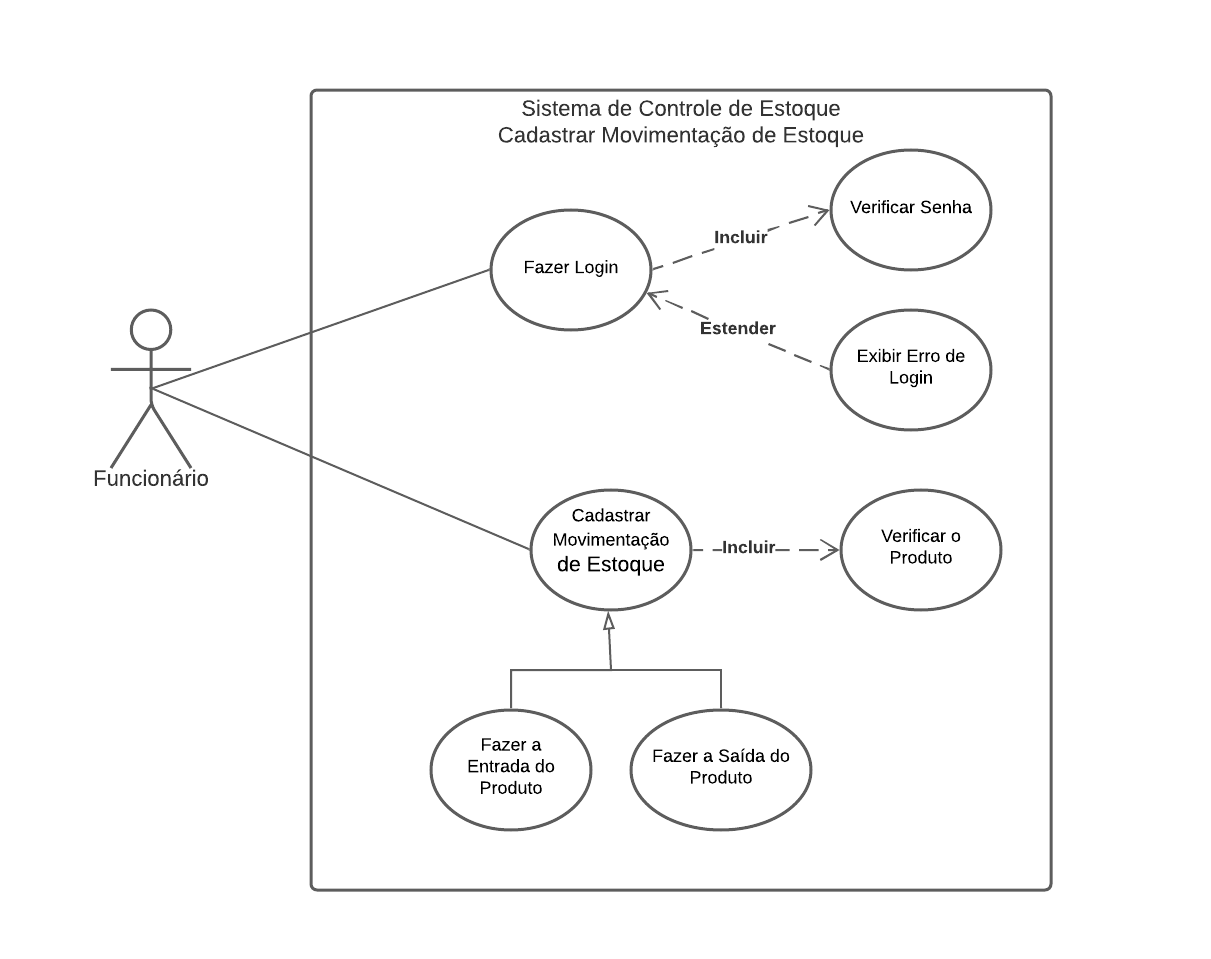 Sistema de Controle de Estoque
Cadastrar Movimentação de Estoque
Verificar Senha
Incluir
Fazer Login
Estender
Exibir Erro de
Login
Funcionário
Cadastrar
Movimentação
de Estoque
Incluir
Verificar o
Produto
Fazer a
Entrada do
Produto
Fazer a Saída do
Produto